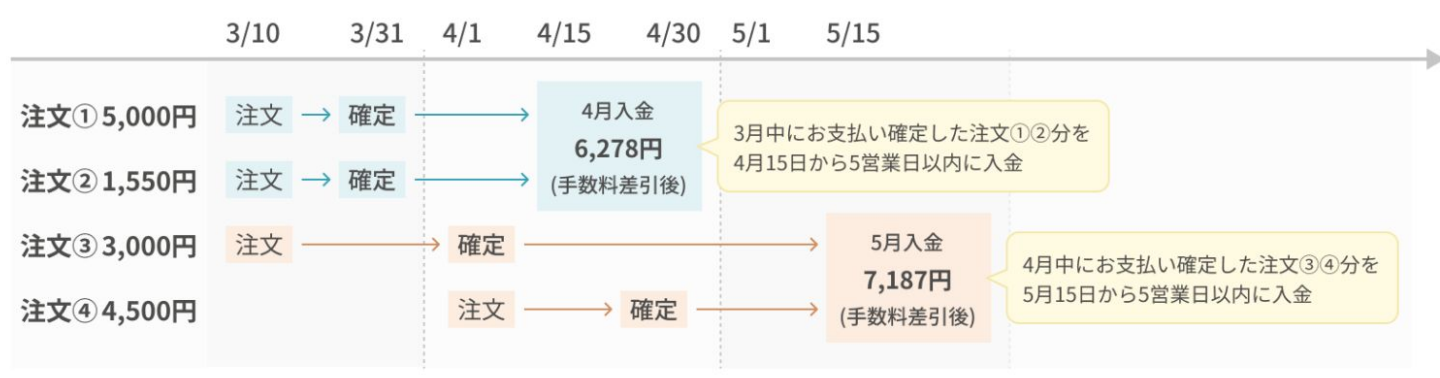 3/10 3/31 4/1 4/15 4/30 5/1 5/15
注文① 5,000円 注文 確定
4月入金
6,278円
(手数料差引後)
3月中にお支払い確定した注文①②分を
4月15日から5営業日以内に入金
注文② 1,550円 注文 確定
注文③ 3,000円 注文 確定
5月入金
7,187円
(手数料差引後)
4月中にお支払い確定した注文③④分を
5月15日から5営業日以内に入金
注文④ 4,500円 注文 確定